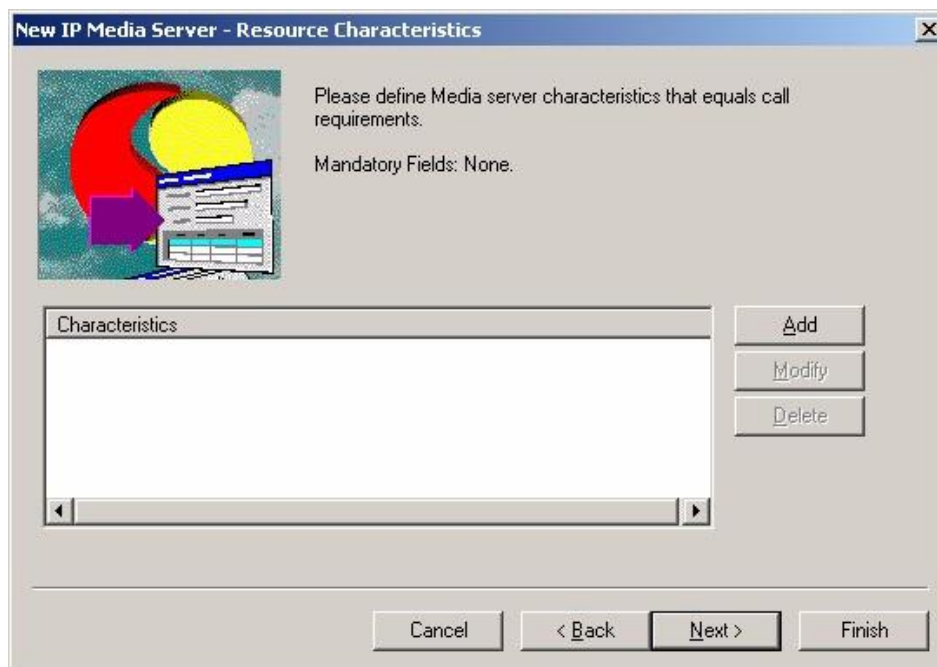 New IP Media Server - Resource Characteristics
Please define Media server characteristics that equals call
requirements.
Mandatory Fields: None.
Characteristics
Add
Modify
Delete
Cancel
< Back
Next >
Finish